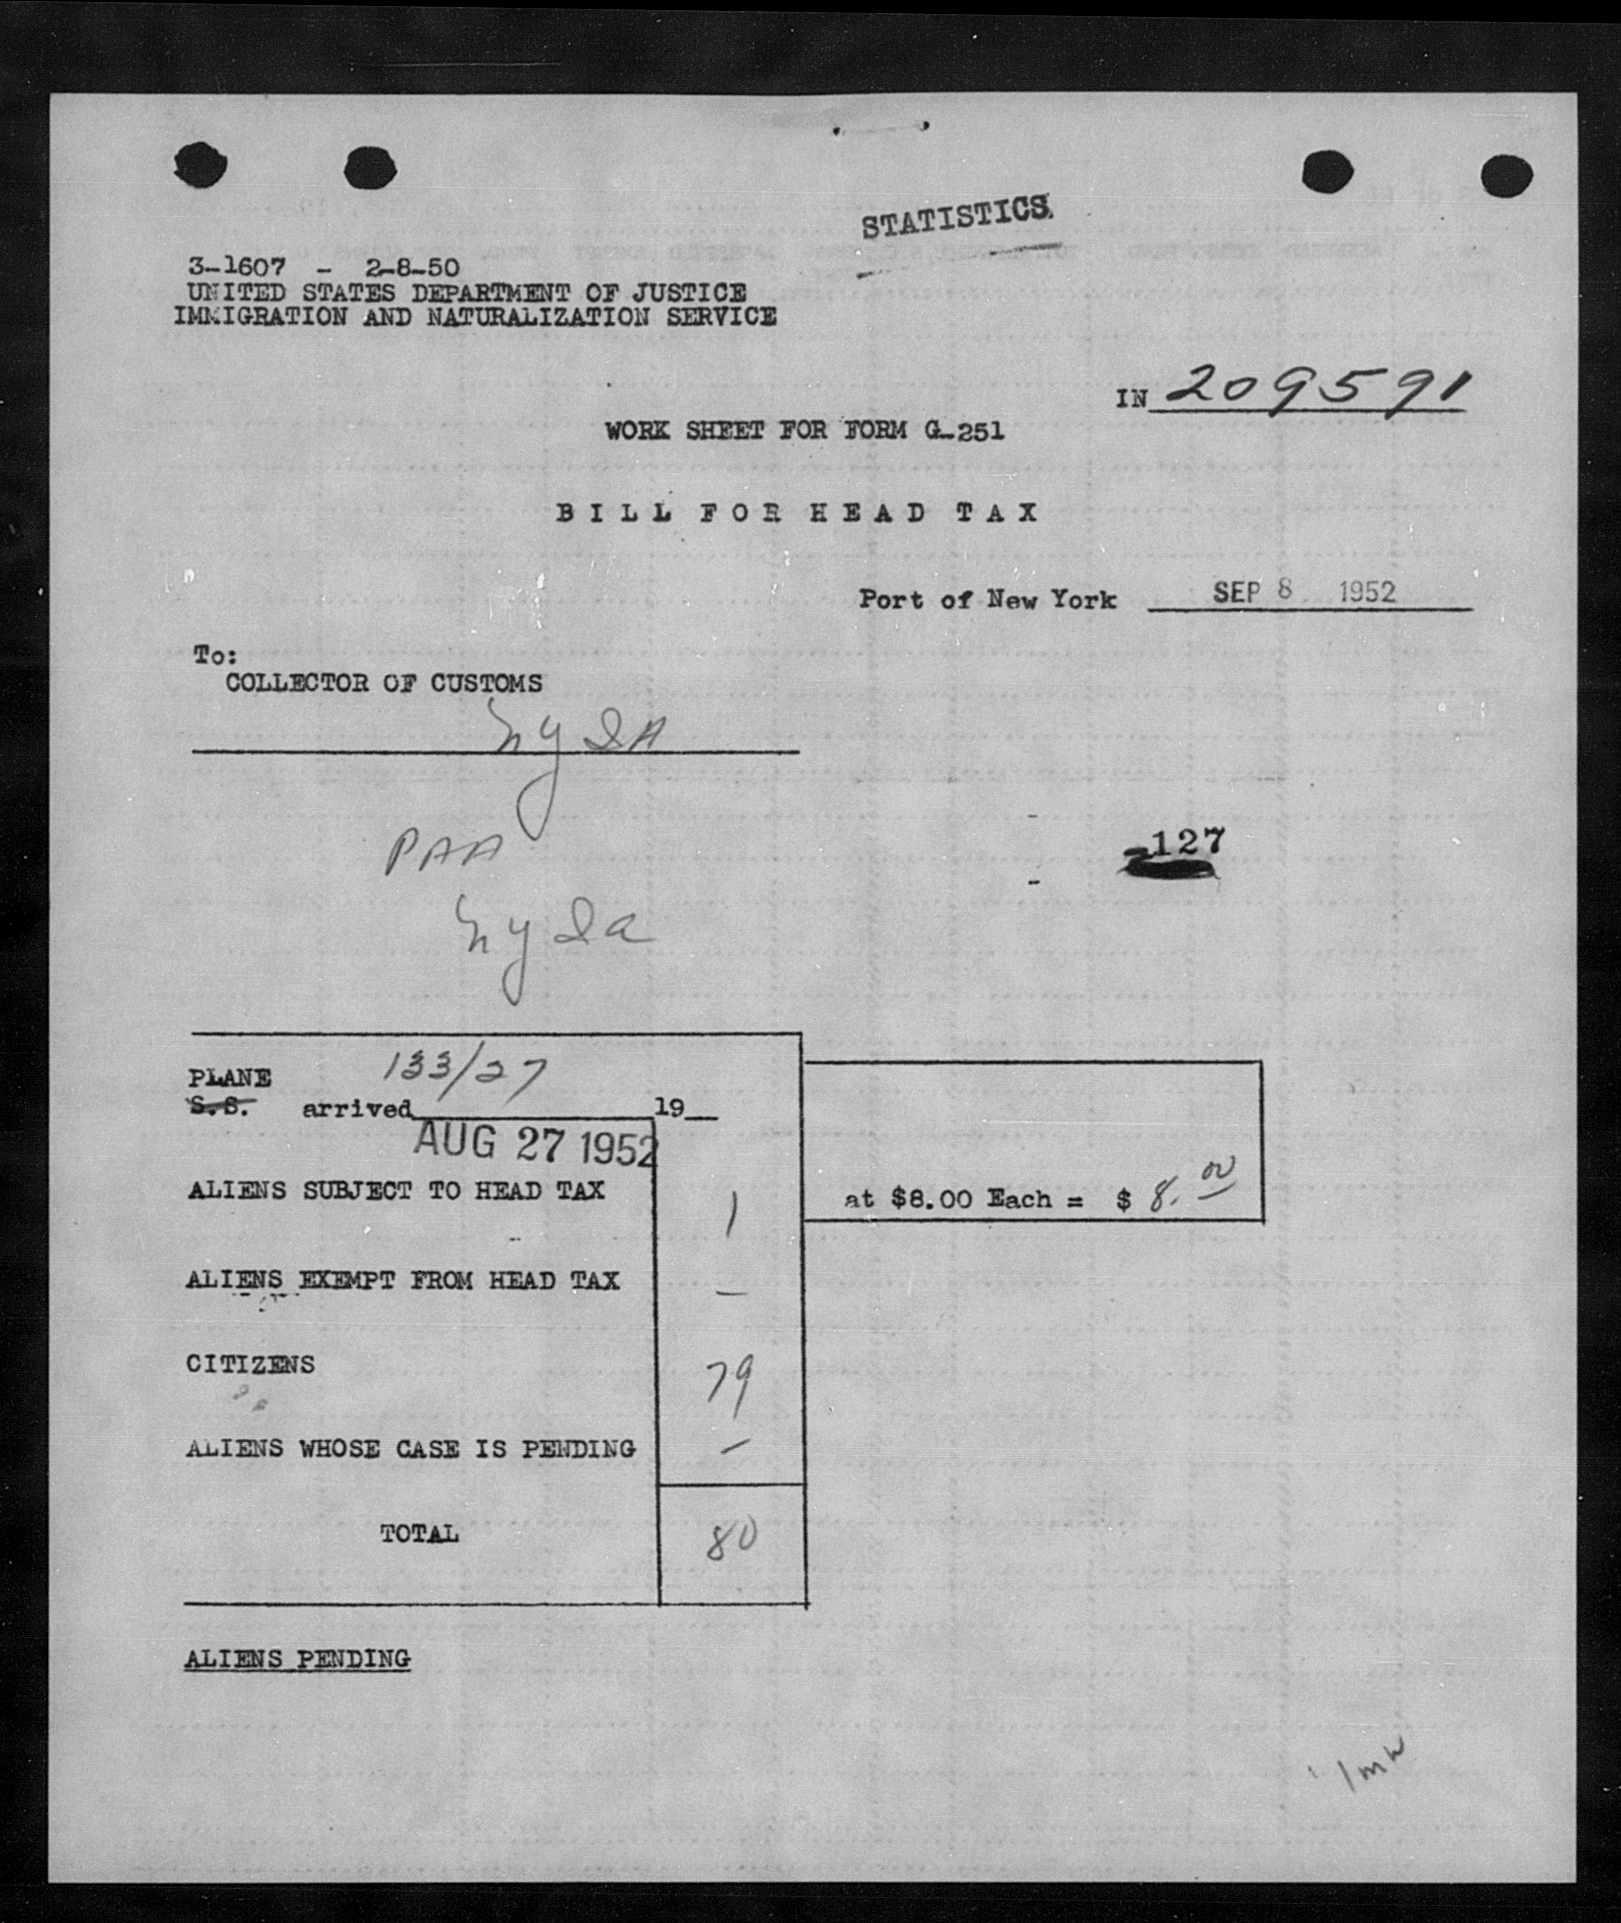 STATISTICS
3-1607 - 2-8-50
UNITED STATES DEPARTMENT OF JUSTICE
IMMIGRATION AND NATURALIZATION SERVICE
IN 209591
WORK SHEET FOR FORM G-251
BILL FOR HEAD TAX
Port of New York SEP 8 1952
To:
COLLECTOR OF CUSTOMS
NyIA
127
PAA
NyIa
PLANE 133/27
S.S. arrived 19
AUG 27 1952
ALIENS SUBJECT TO HEAD TAX 1 at $8.00 Each = $ 8.00
ALIENS EXEMPT FROM HEAD TAX —
CITIZENS 79
ALIENS WHOSE CASE IS PENDING —
TOTAL 80
ALIENS PENDING